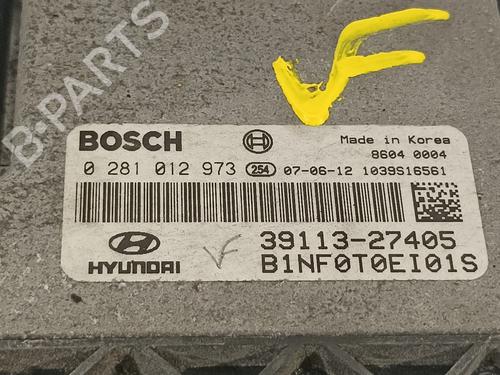 B-PARTS
BOSCH
Made in Korea
8604 0004
0 281 012 973 254 07-06-12 1039S16561
HYUNDAI
39113-27405
B1NF0T0EI01S